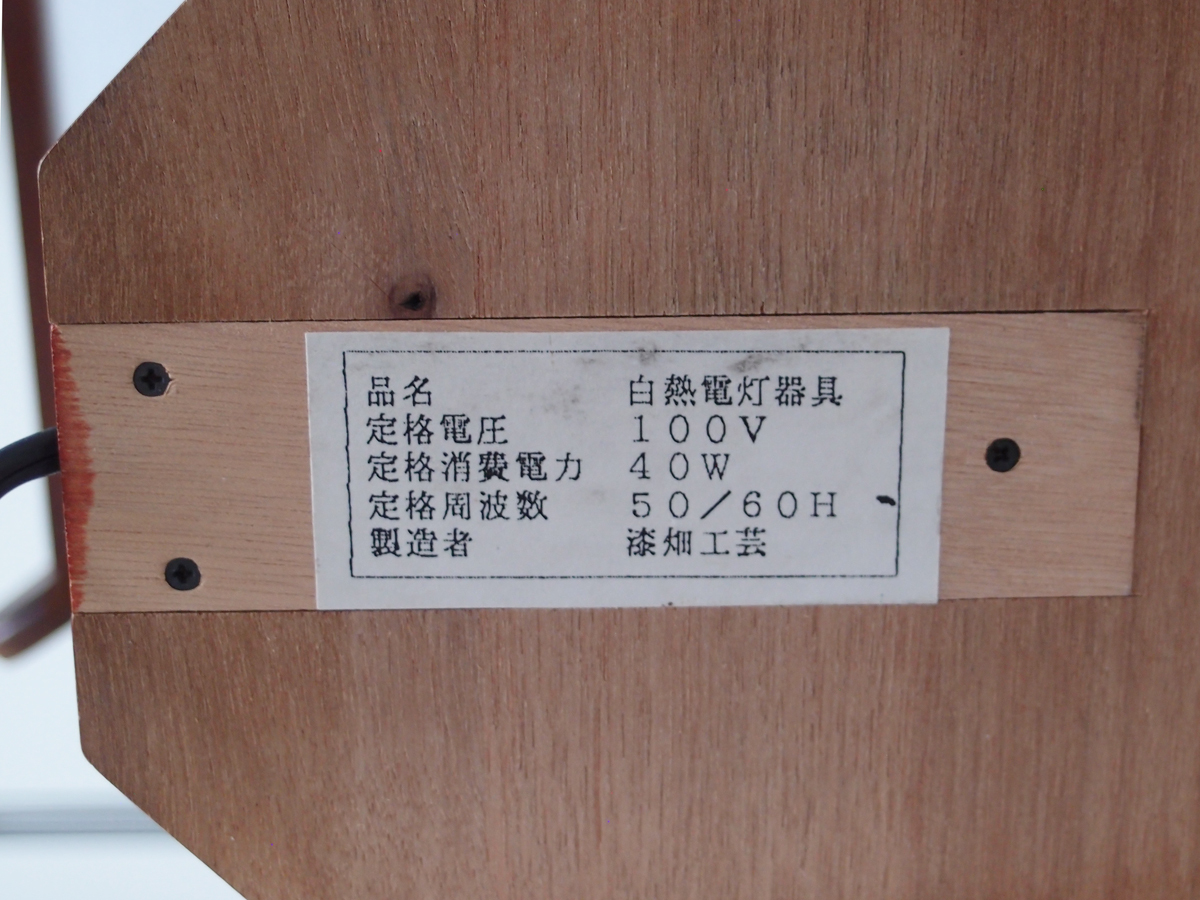 品名 白熱電灯器具
定格電圧 100V
定格消費電力 40W
定格周波数 50/60H
製造者 漆畑工芸